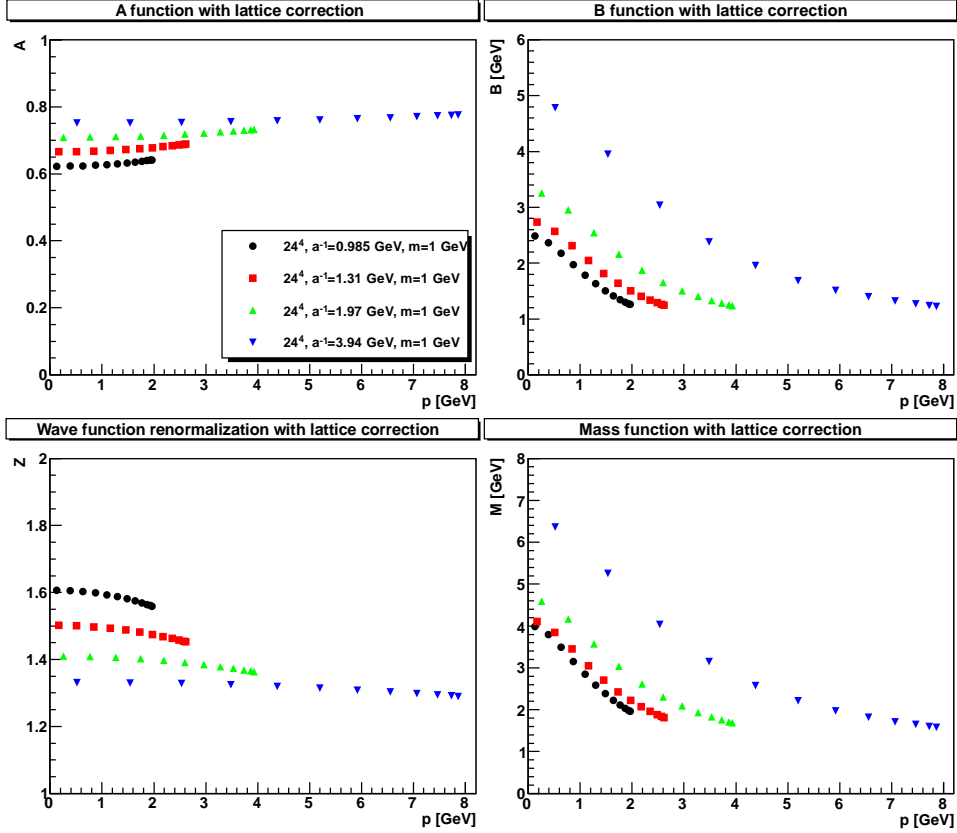 A function with lattice correction
A
1
0.8
0.6
0.4
0.2
0
24⁴, a⁻¹=0.985 GeV, m=1 GeV
24⁴, a⁻¹=1.31 GeV, m=1 GeV
24⁴, a⁻¹=1.97 GeV, m=1 GeV
24⁴, a⁻¹=3.94 GeV, m=1 GeV
0 1 2 3 4 5 6 7 8
p [GeV]
B function with lattice correction
B [GeV]
6
5
4
3
2
1
0
0 1 2 3 4 5 6 7 8
p [GeV]
Wave function renormalization with lattice correction
Z
2
1.8
1.6
1.4
1.2
1
0 1 2 3 4 5 6 7 8
p [GeV]
Mass function with lattice correction
M [GeV]
8
7
6
5
4
3
2
1
0
0 1 2 3 4 5 6 7 8
p [GeV]